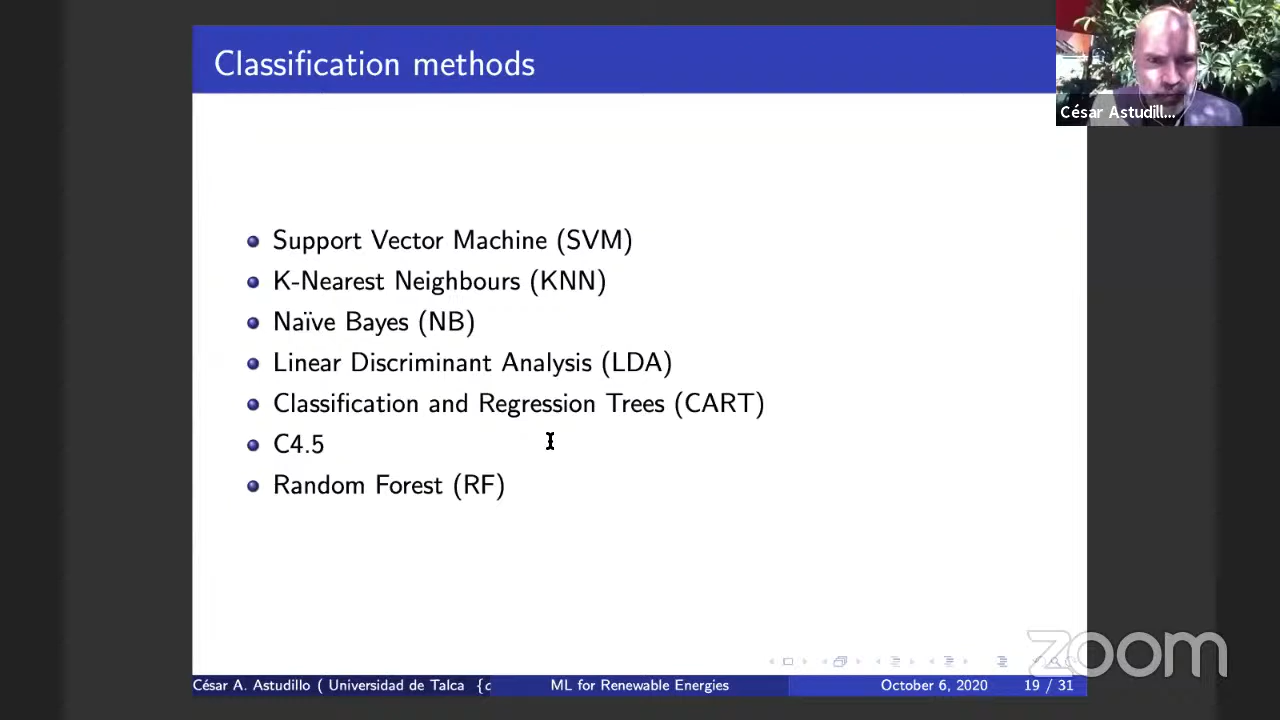 Classification methods
César Astudill...
Support Vector Machine (SVM)
K-Nearest Neighbours (KNN)
Naïve Bayes (NB)
Linear Discriminant Analysis (LDA)
Classification and Regression Trees (CART)
C4.5
Random Forest (RF)
zoom
César A. Astudillo ( Universidad de Talca {c ML for Renewable Energies October 6, 2020 19 / 31